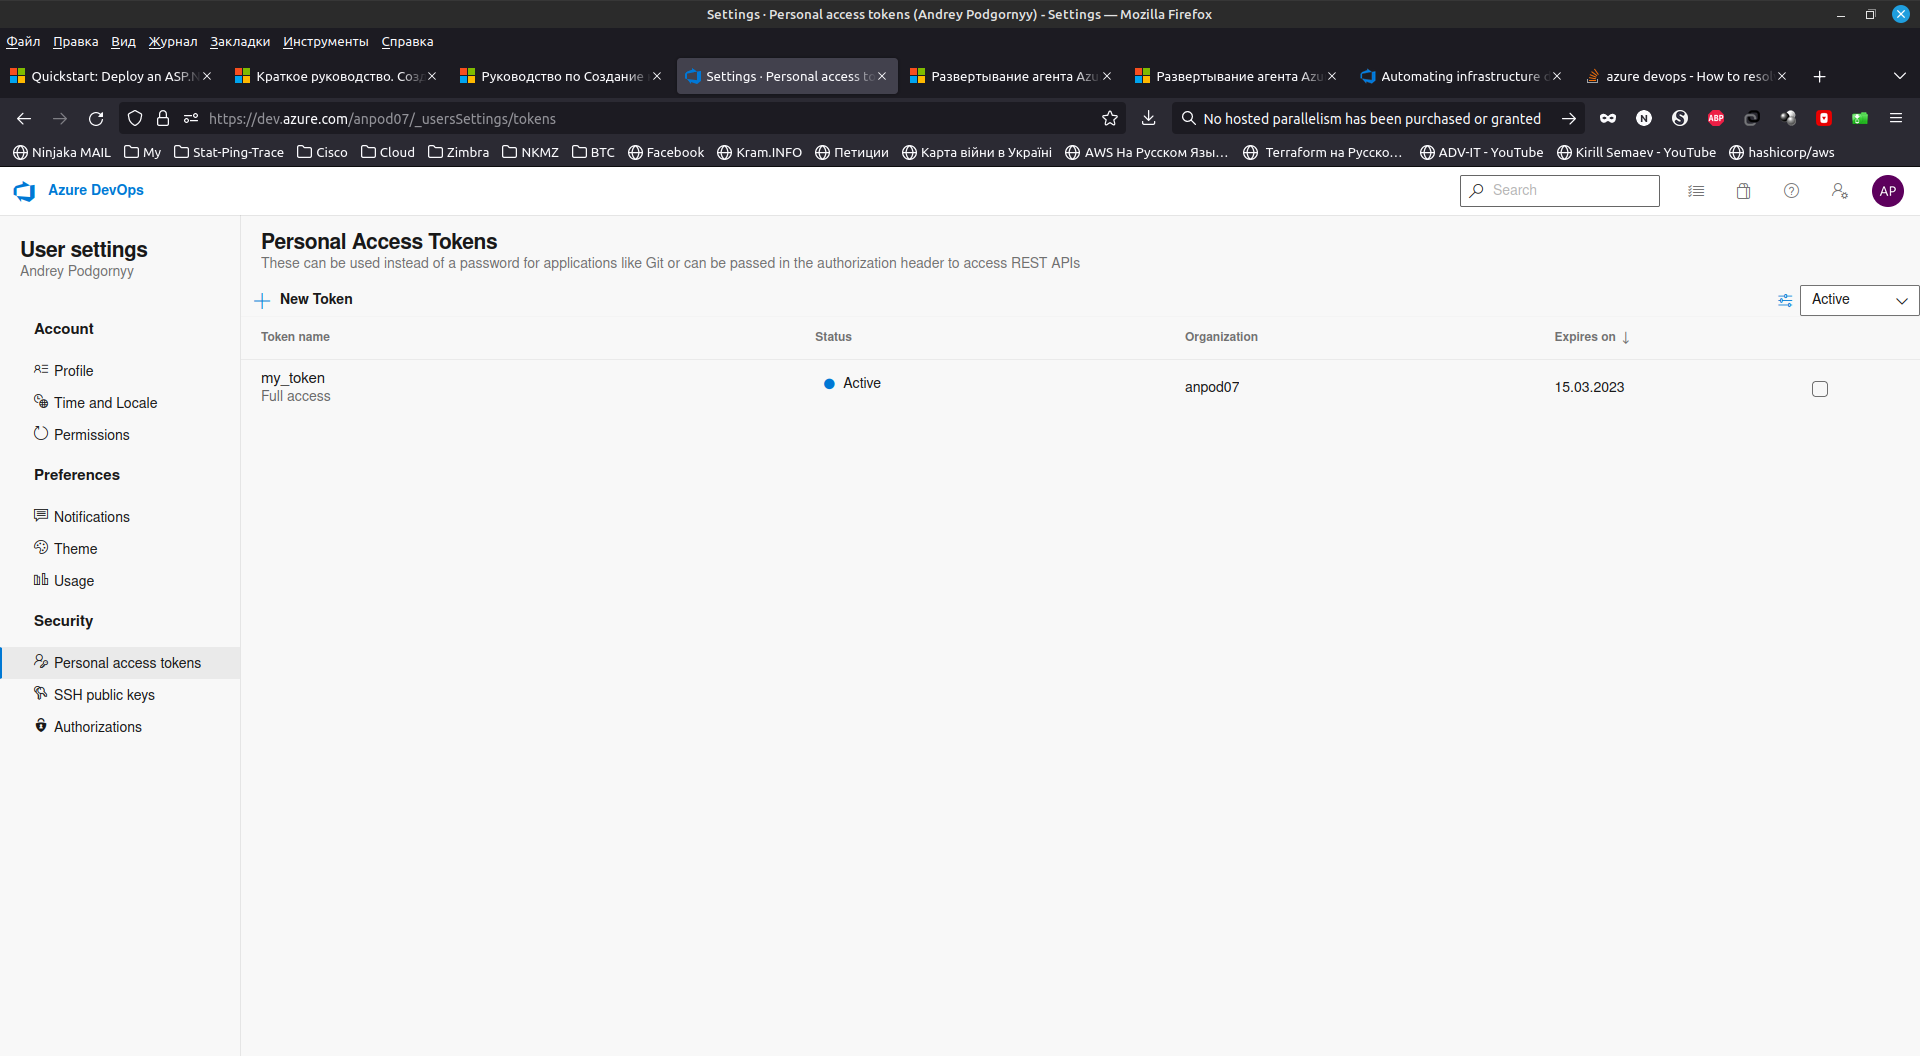 Settings · Personal access tokens (Andrey Podgornyy) - Settings — Mozilla Firefox
Файл Правка Вид Журнал Закладки Инструменты Справка
Quickstart: Deploy an ASP.N Краткое руководство. Соз Руководство по Создание Settings · Personal access to Развертывание агента Azu Развертывание агента Azu Automating infrastructure d azure devops - How to resol
https://dev.azure.com/anpod07/_usersSettings/tokens No hosted parallelism has been purchased or granted N S ABP
Ninjaka MAIL My Stat-Ping-Trace Cisco Cloud Zimbra NKMZ BTC Facebook Kram.INFO Петиции Карта війни в Україні AWS На Русском Язы… Terraform на Русско… ADV-IT - YouTube Kirill Semaev - YouTube hashicorp/aws
Azure DevOps Search AP
User settings
Andrey Podgornyy
Account
Profile
Time and Locale
Permissions
Preferences
Notifications
Theme
Usage
Security
Personal access tokens
SSH public keys
Authorizations
Personal Access Tokens
These can be used instead of a password for applications like Git or can be passed in the authorization header to access REST APIs
New Token Active
Token name Status Organization Expires on
my_token Active anpod07 15.03.2023
Full access